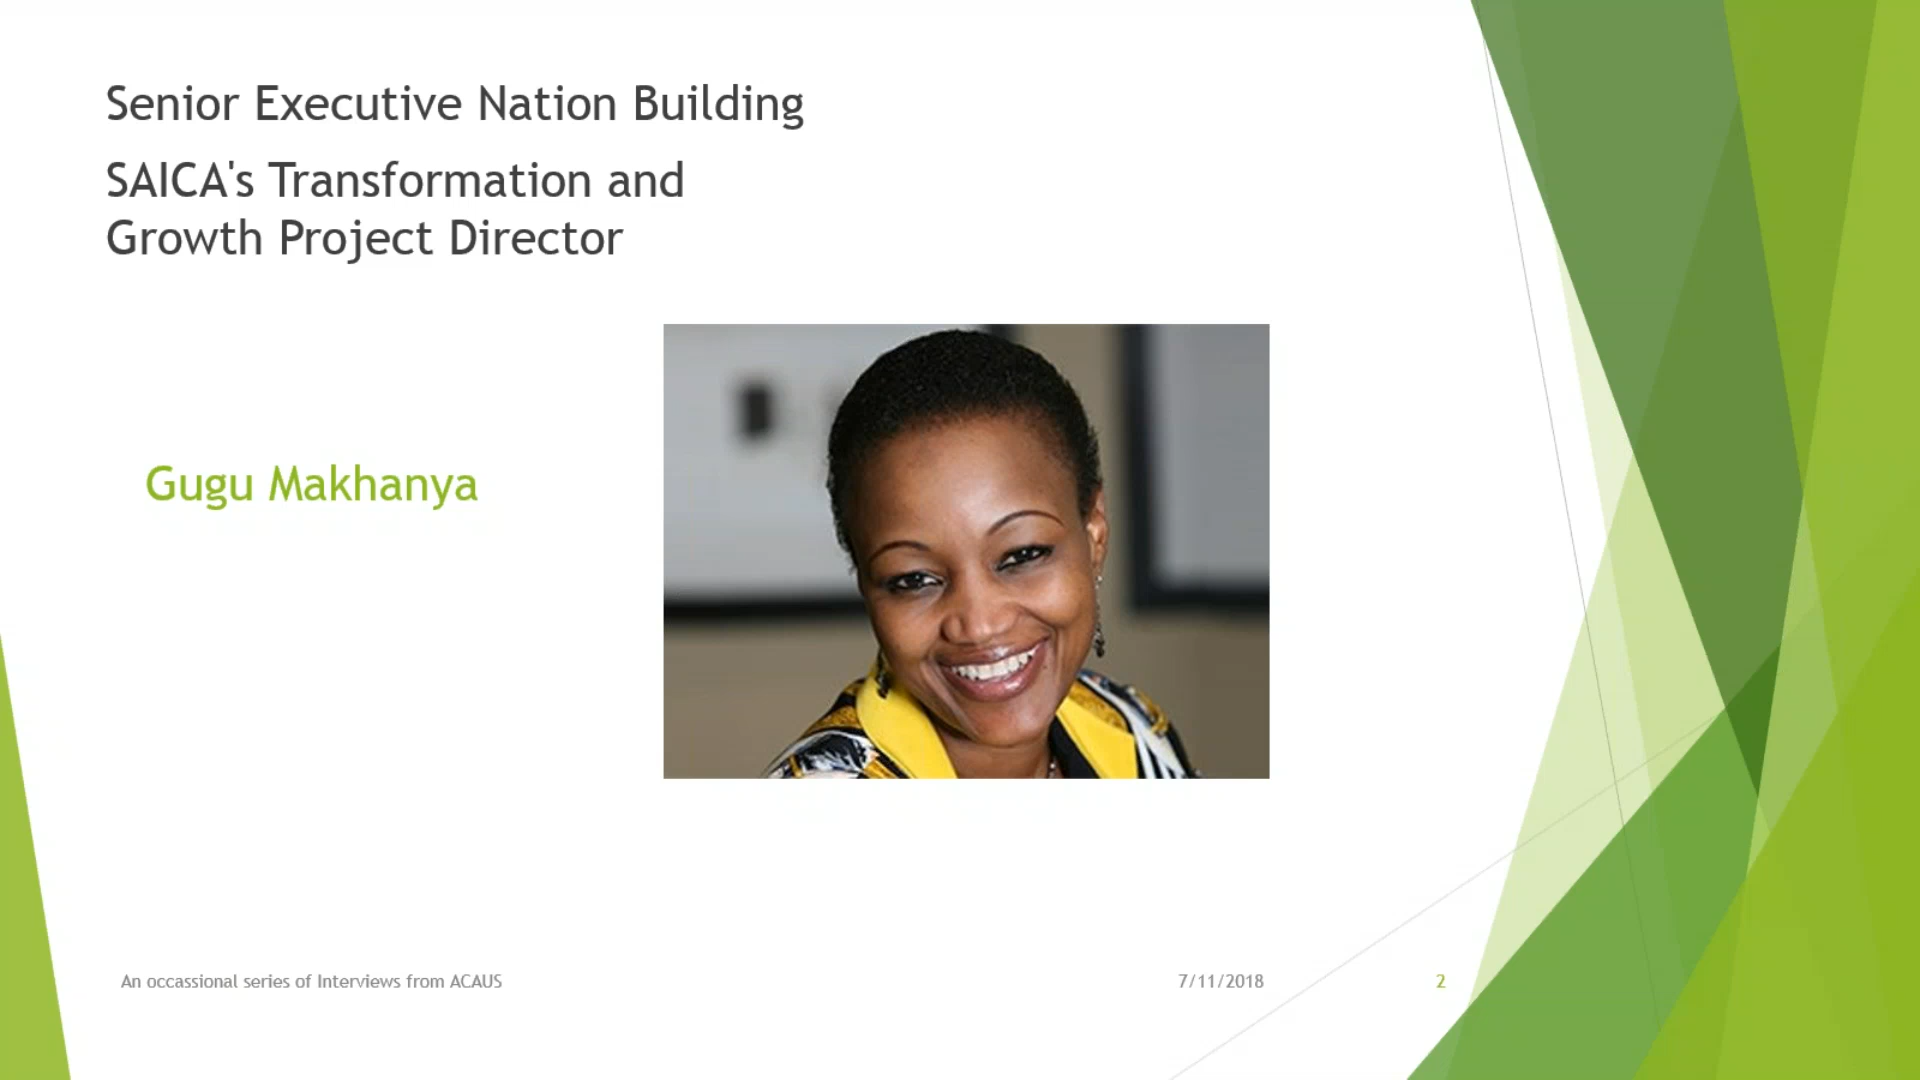 Senior Executive Nation Building
SAICA's Transformation and
Growth Project Director
Gugu Makhanya
An occassional series of Interviews from ACAUS
7/11/2018
2